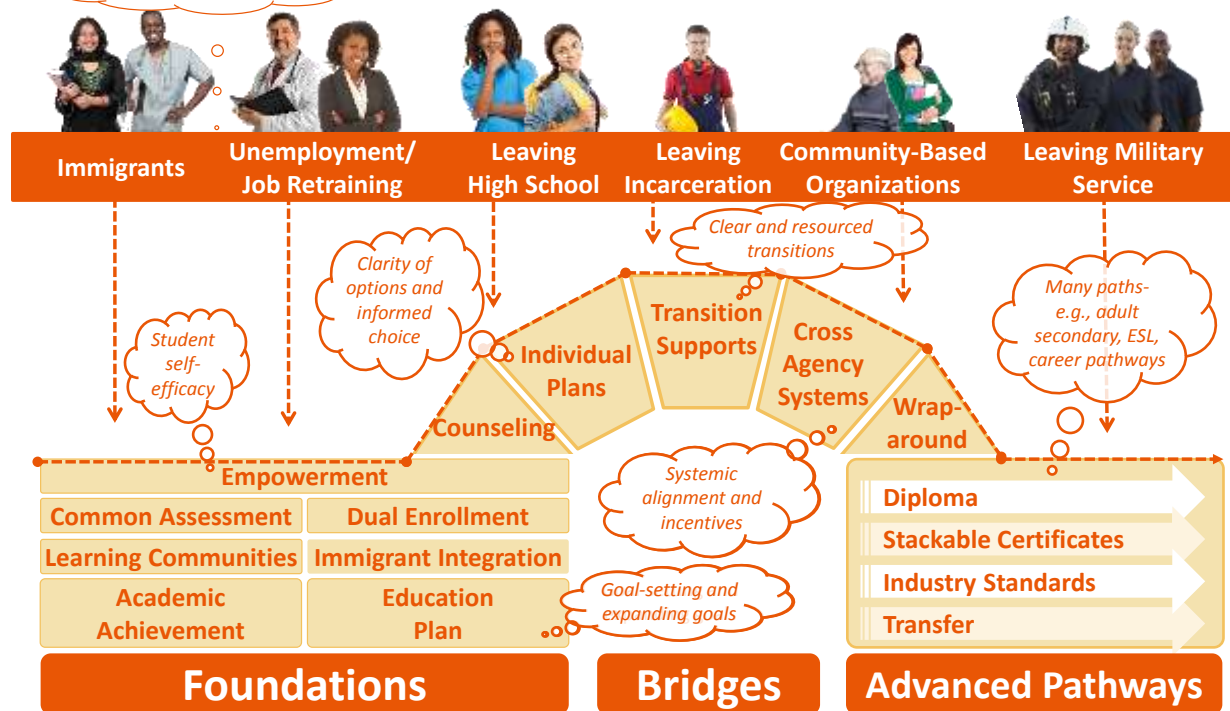 Immigrants
Unemployment/
Job Retraining
Leaving
High School
Leaving
Incarceration
Community-Based
Organizations
Leaving Military
Service
Clear and resourced
transitions
Clarity of
options and
informed
choice
Many paths-
e.g., adult
secondary, ESL,
career pathways
Student
self-
efficacy
Counseling
Individual
Plans
Transition
Supports
Cross
Agency
Systems
Wrap-
around
Systemic
alignment and
incentives
Goal-setting and
expanding goals
Empowerment
Common Assessment
Dual Enrollment
Learning Communities
Immigrant Integration
Academic
Achievement
Education
Plan
Diploma
Stackable Certificates
Industry Standards
Transfer
Foundations
Bridges
Advanced Pathways